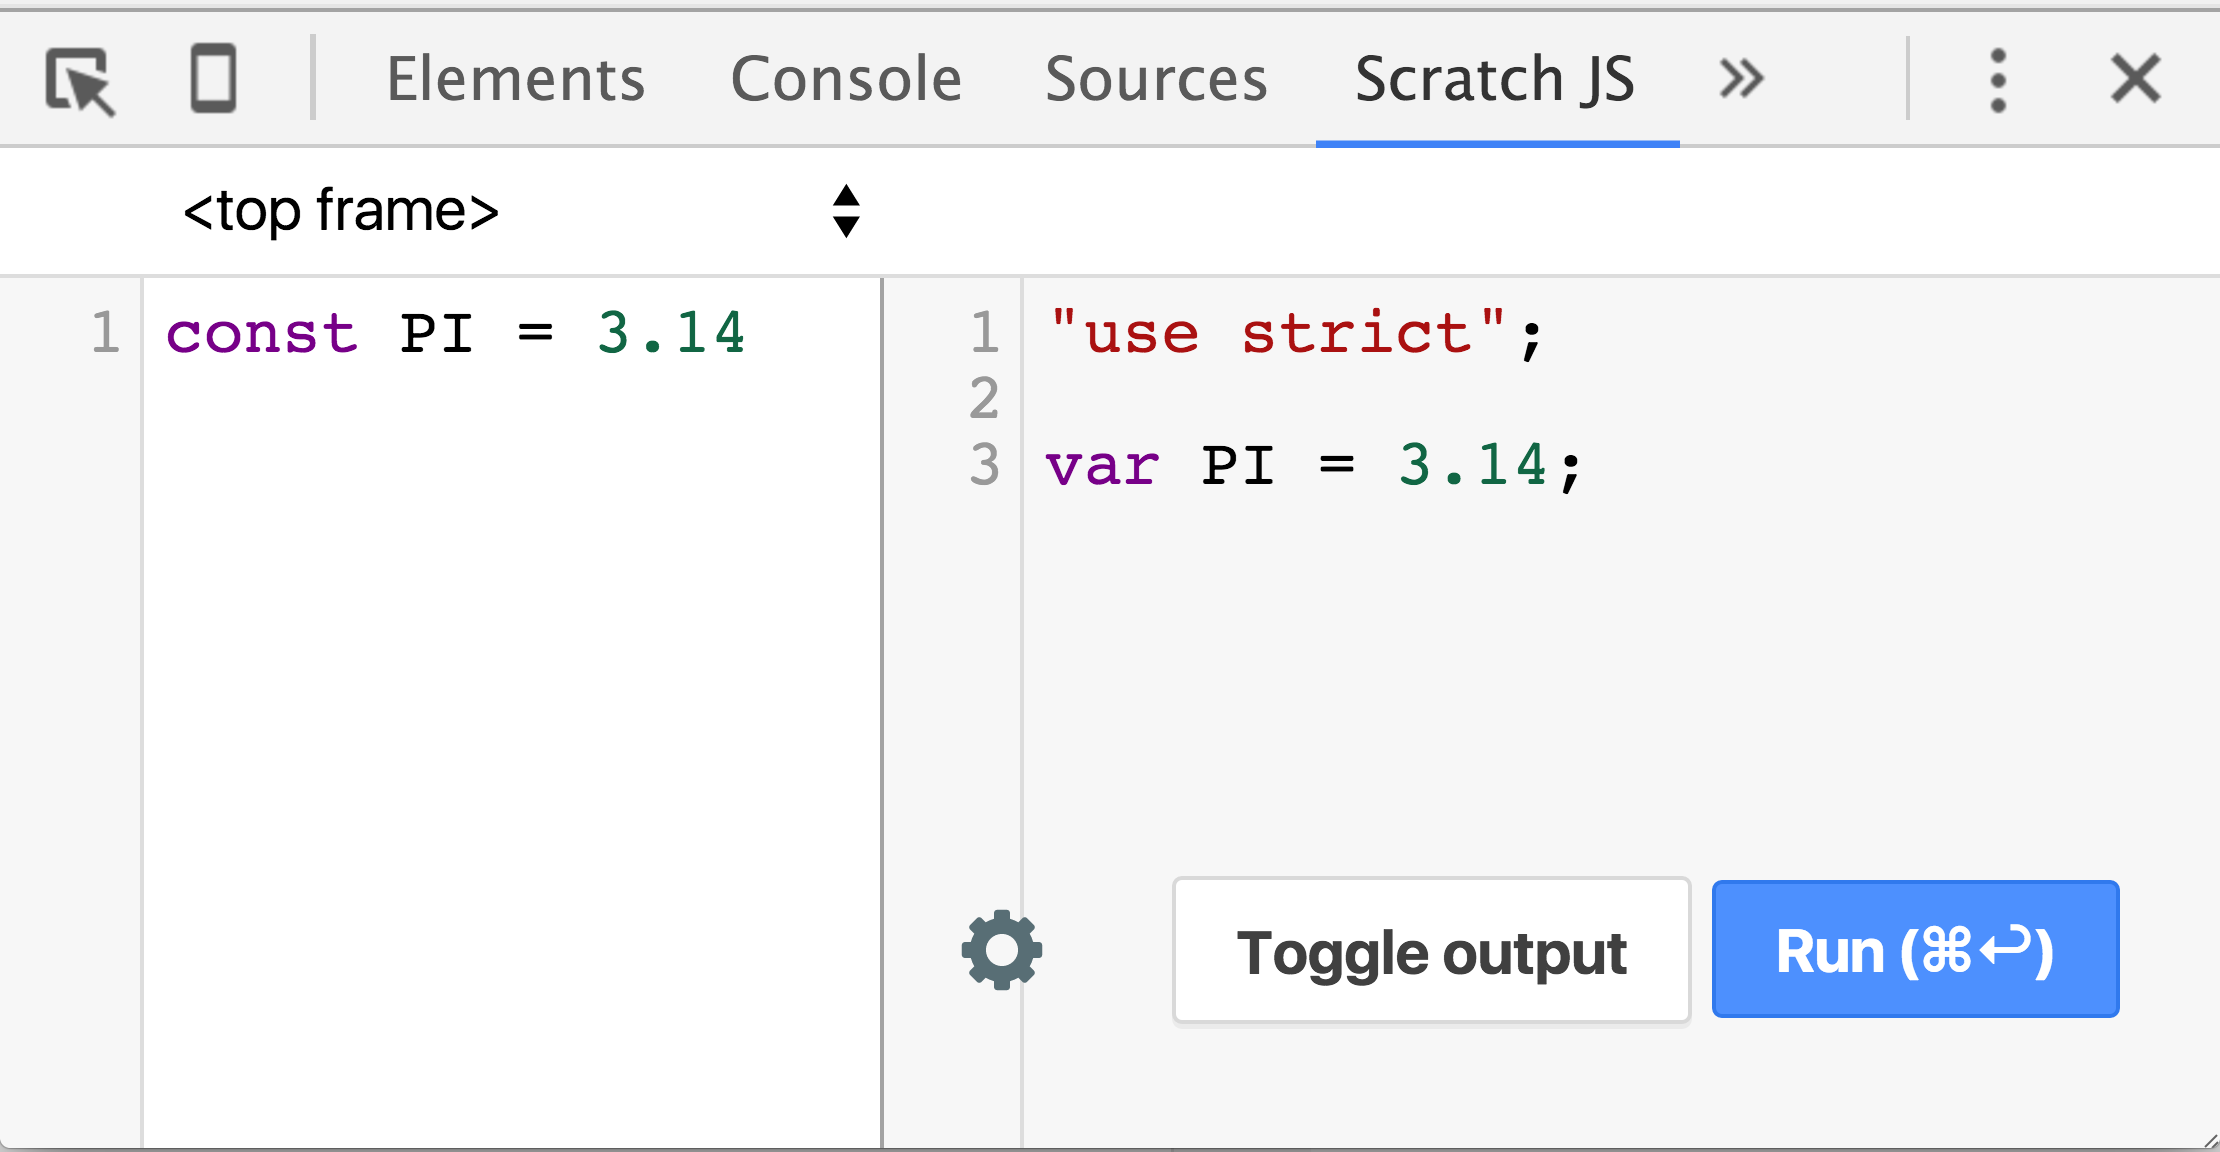 Elements Console Sources Scratch JS
<top frame>
1 const PI = 3.14
1 "use strict";
2
3 var PI = 3.14;
Toggle output Run (⌘↩)